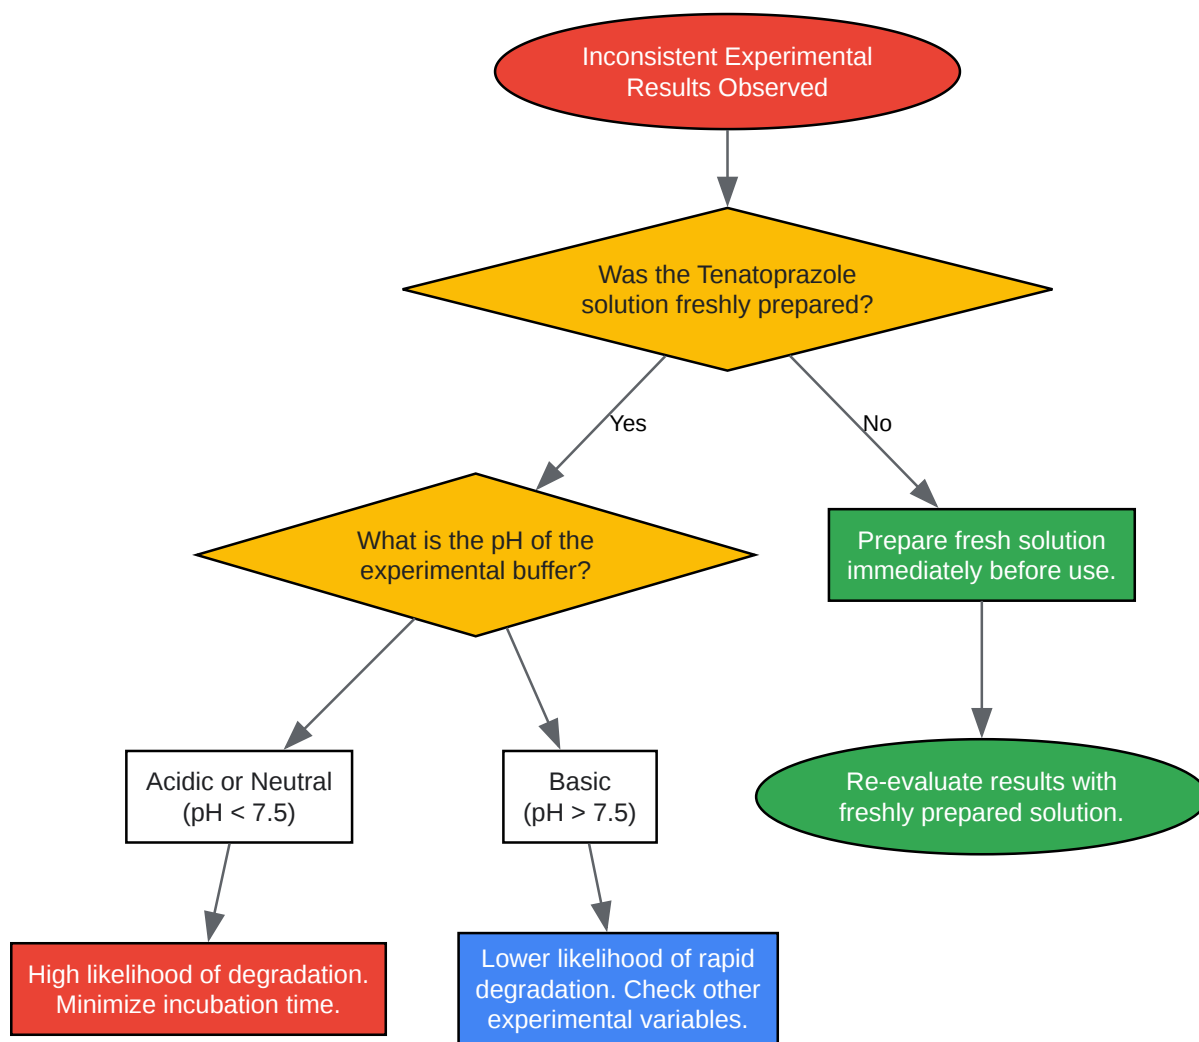 Inconsistent Experimental
Results Observed
Was the Tenatoprazole
solution freshly prepared?
Yes
No
What is the pH of the
experimental buffer?
Prepare fresh solution
immediately before use.
Acidic or Neutral
(pH < 7.5)
Basic
(pH > 7.5)
Re-evaluate results with
freshly prepared solution.
High likelihood of degradation.
Minimize incubation time.
Lower likelihood of rapid
degradation. Check other
experimental variables.